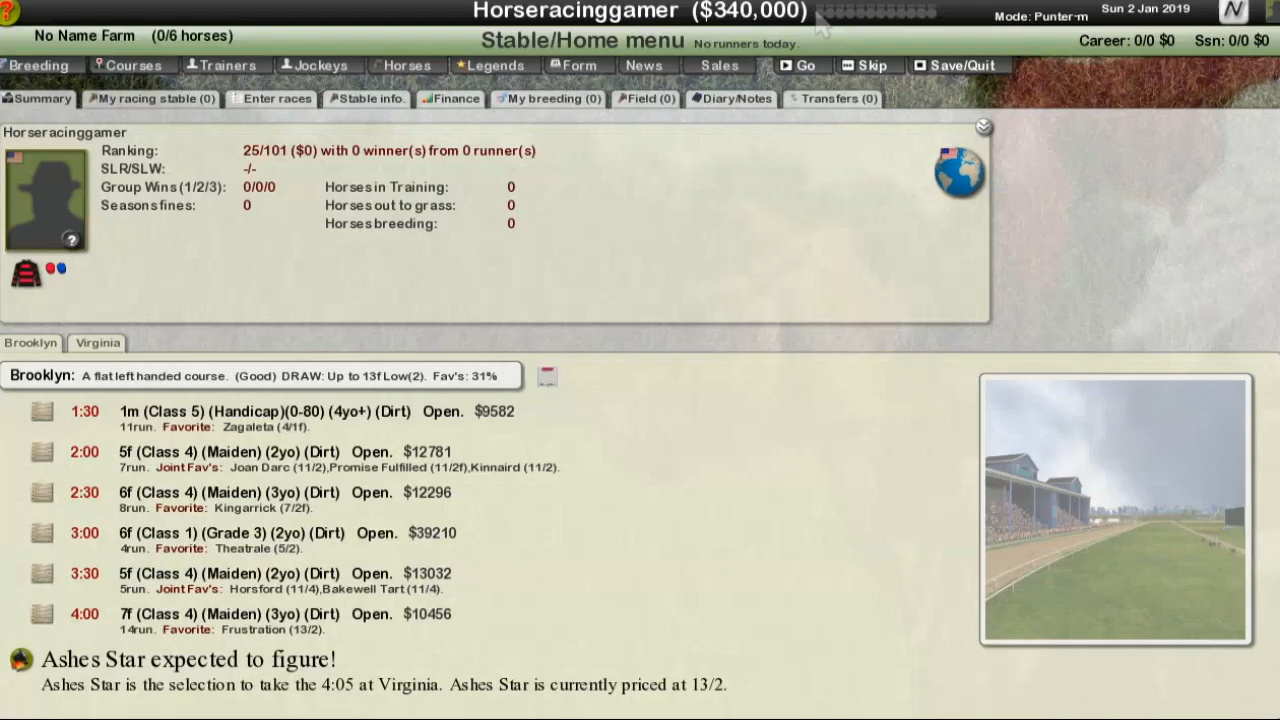 Horseracinggamer ($340,000)
Mode: Punter-m
Sun 2 Jan 2019
No Name Farm (0/6 horses)
Stable/Home menu No runners today.
Career: 0/0 $0 Ssn: 0/0 $0
Breeding Courses Trainers Jockeys Horses Legends Form News Sales Go Skip Save/Quit
Summary My racing stable (0) Enter races Stable info. Finance My breeding (0) Field (0) Diary/Notes Transfers (0)
Horseracinggamer
Ranking: 25/101 ($0) with 0 winner(s) from 0 runner(s)
SLR/SLW: -/-
Group Wins (1/2/3): 0/0/0 Horses in Training: 0
Seasons fines: 0 Horses out to grass: 0
Horses breeding: 0
Brooklyn Virginia
Brooklyn: A flat left handed course. (Good) DRAW: Up to 13f Low(2). Fav's: 31%
1:30 1m (Class 5) (Handicap)(0-80) (4yo+) (Dirt) Open. $9582
11run. Favorite: Zagaleta (4/1f).
2:00 5f (Class 4) (Maiden) (2yo) (Dirt) Open. $12781
7run. Joint Fav's: Joan Darc (11/2),Promise Fulfilled (11/2f),Kinnaird (11/2).
2:30 6f (Class 4) (Maiden) (3yo) (Dirt) Open. $12296
8run. Favorite: Kingarrick (7/2f).
3:00 6f (Class 1) (Grade 3) (2yo) (Dirt) Open. $39210
4run. Favorite: Theatrale (5/2).
3:30 5f (Class 4) (Maiden) (2yo) (Dirt) Open. $13032
5run. Joint Fav's: Horsford (11/4),Bakewell Tart (11/4).
4:00 7f (Class 4) (Maiden) (3yo) (Dirt) Open. $10456
14run. Favorite: Frustration (13/2).
Ashes Star expected to figure!
Ashes Star is the selection to take the 4:05 at Virginia. Ashes Star is currently priced at 13/2.